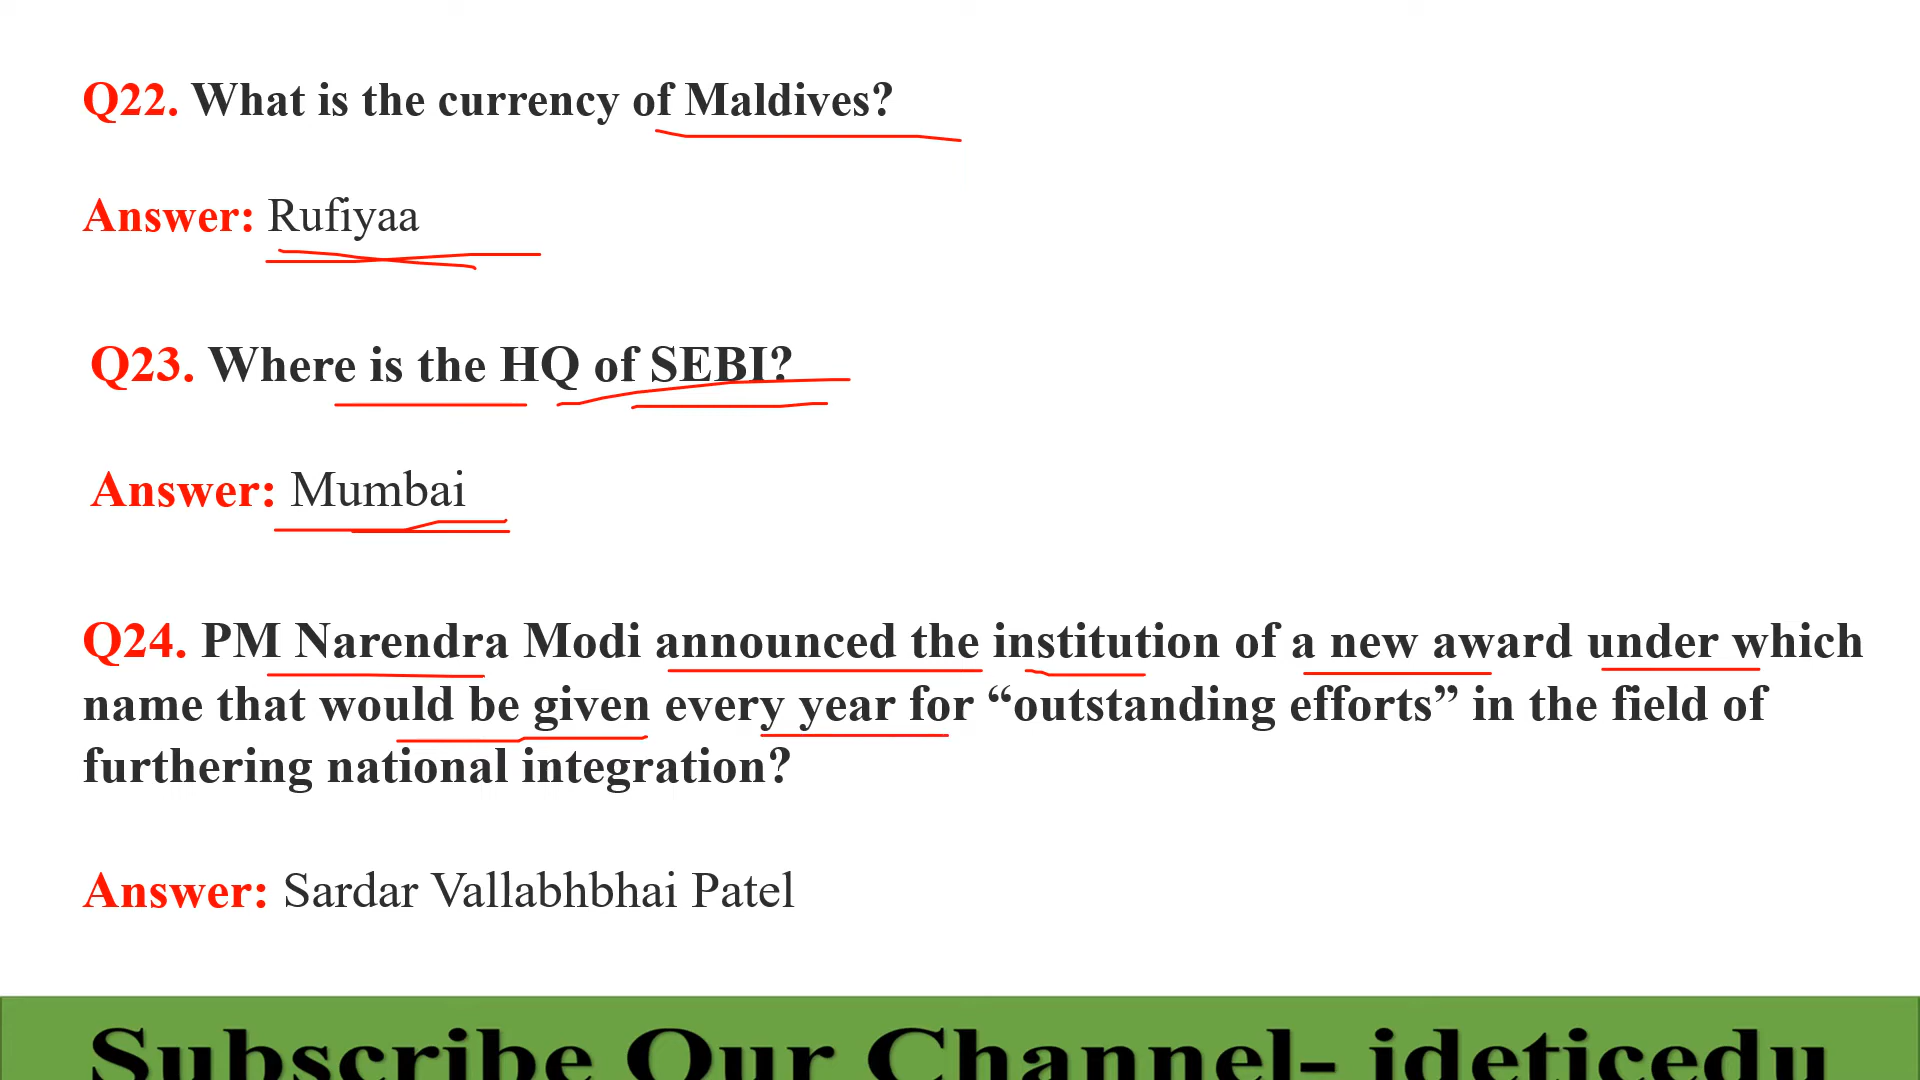 Q22. What is the currency of Maldives?
Answer: Rufiyaa
Q23. Where is the HQ of SEBI?
Answer: Mumbai
Q24. PM Narendra Modi announced the institution of a new award under which
name that would be given every year for “outstanding efforts” in the field of
furthering national integration?
Answer: Sardar Vallabhbhai Patel
Subscribe Our Channel- ideticedu